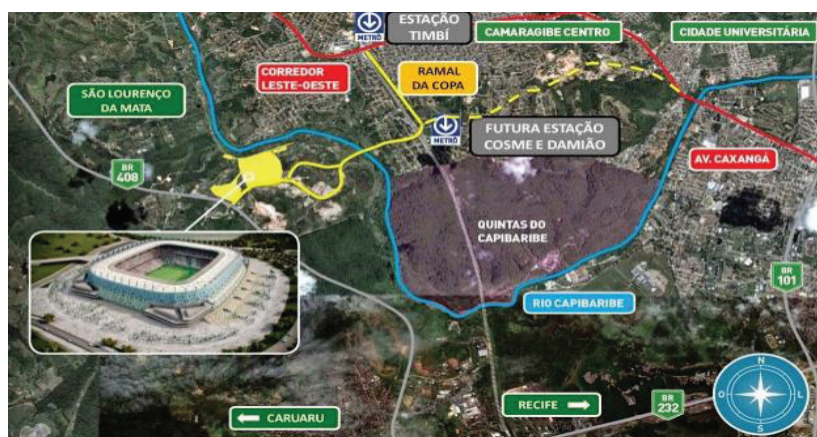 ESTAÇÃO
TIMBÍ
METRÔ
CAMARAGIBE CENTRO
CIDADE UNIVERSITÁRIA
CORREDOR
LESTE-OESTE
RAMAL
DA COPA
SÃO LOURENÇO
DA MATA
METRÔ
FUTURA ESTAÇÃO
COSME E DAMIÃO
AV. CAXANGÁ
BR
408
QUINTAS DO
CAPIBARIBE
BR
101
RIO CAPIBARIBE
N
O
L
S
CARUARU
RECIFE
BR
232